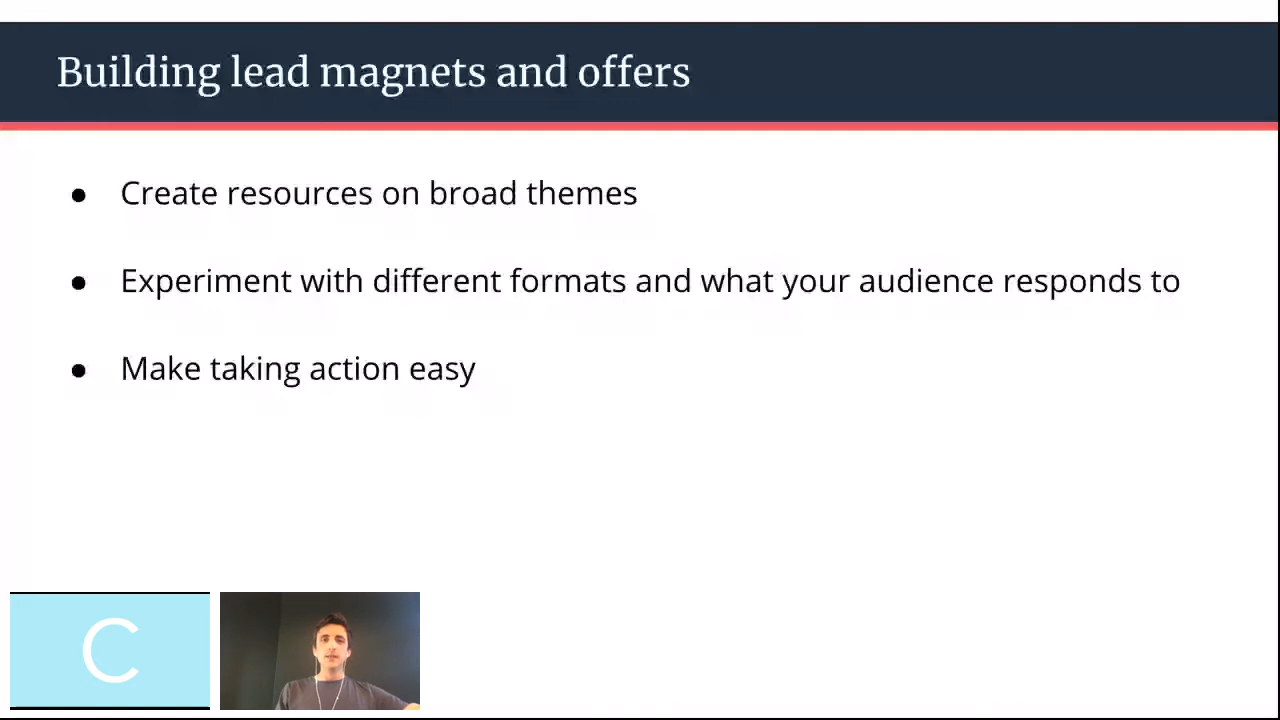 Building lead magnets and offers
● Create resources on broad themes
● Experiment with different formats and what your audience responds to
● Make taking action easy
C